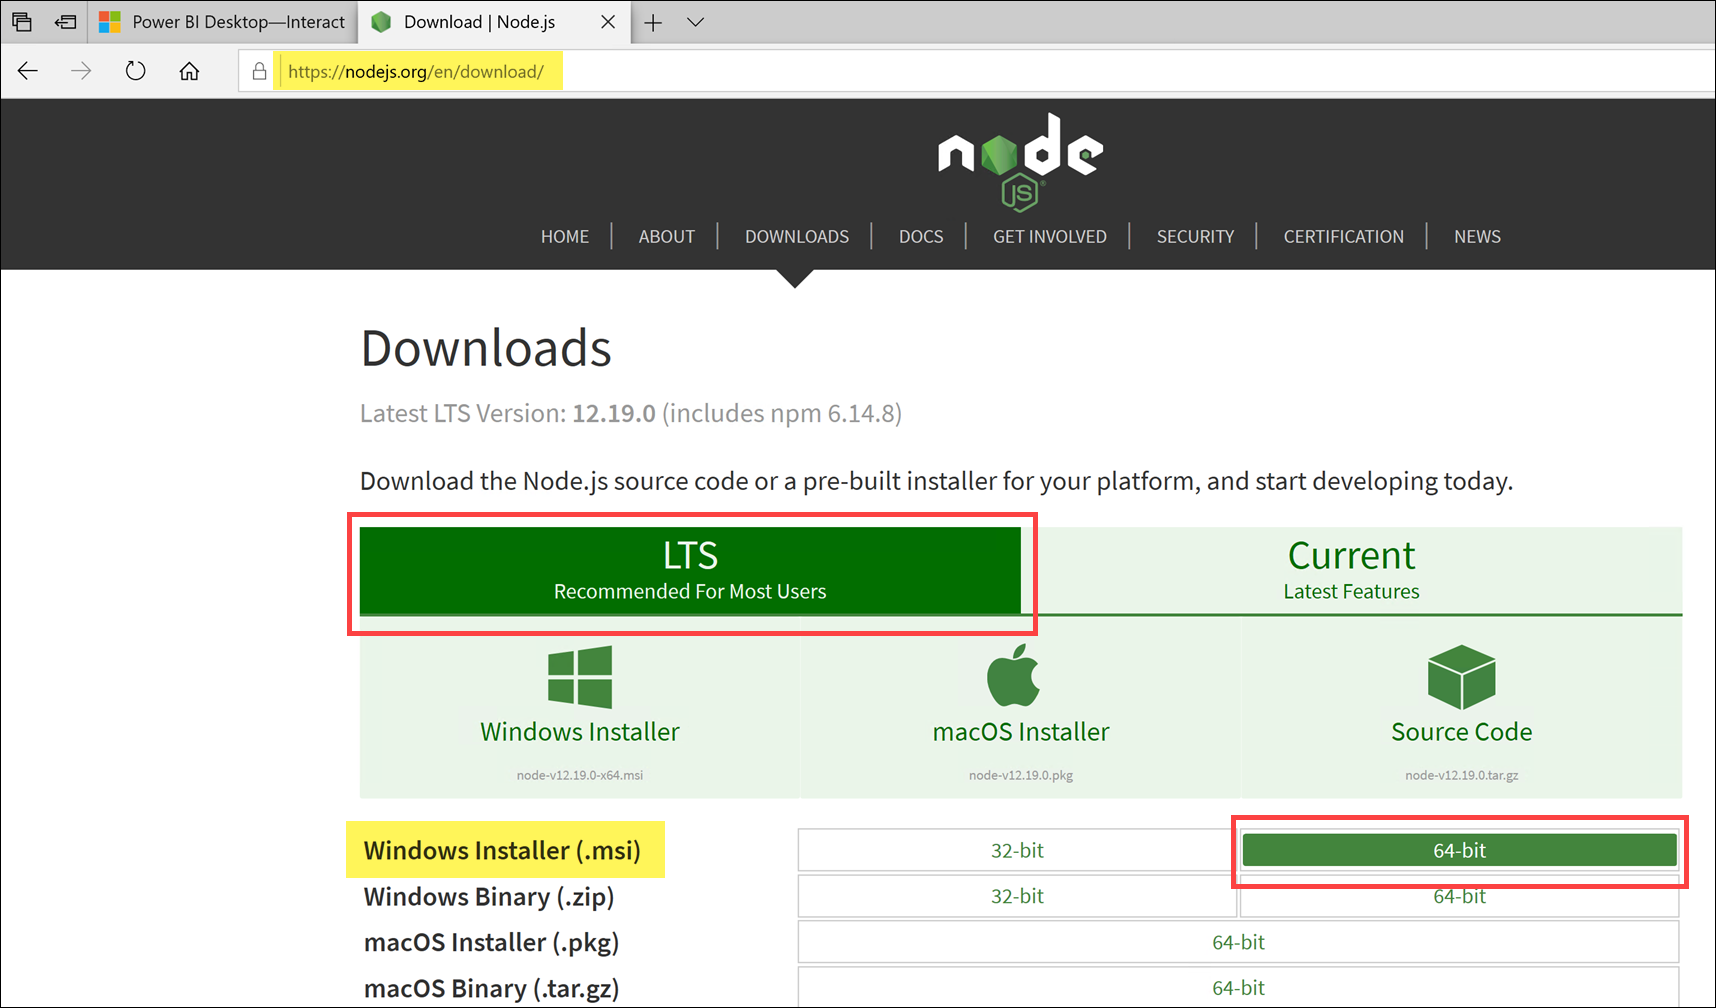 Power BI Desktop—Interact
Download | Node.js
https://nodejs.org/en/download/
node
JS
HOME
ABOUT
DOWNLOADS
DOCS
GET INVOLVED
SECURITY
CERTIFICATION
NEWS
Downloads
Latest LTS Version: 12.19.0 (includes npm 6.14.8)
Download the Node.js source code or a pre-built installer for your platform, and start developing today.
LTS
Recommended For Most Users
Current
Latest Features
Windows Installer
node-v12.19.0-x64.msi
macOS Installer
node-v12.19.0.pkg
Source Code
node-v12.19.0.tar.gz
Windows Installer (.msi)
32-bit
64-bit
Windows Binary (.zip)
32-bit
64-bit
macOS Installer (.pkg)
64-bit
macOS Binary (.tar.gz)
64-bit